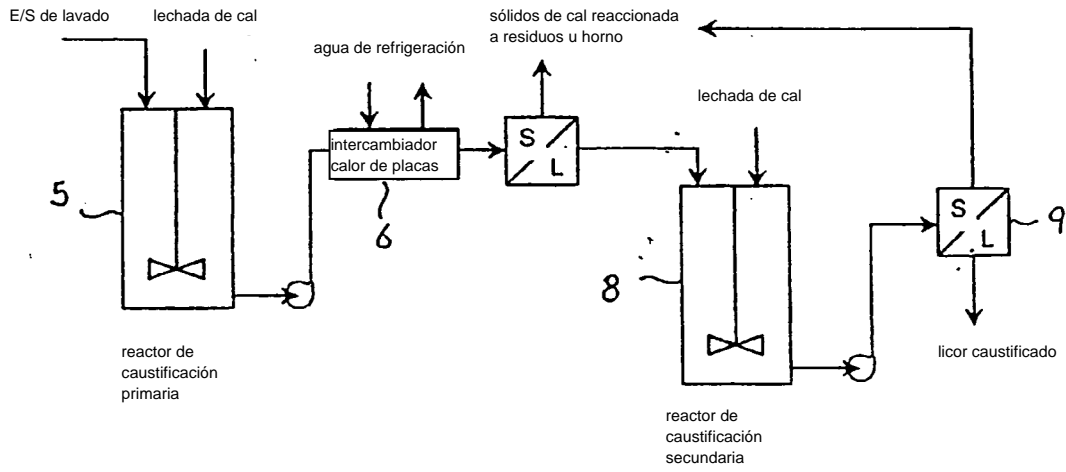 E/S de lavado
lechada de cal
agua de refrigeración
sólidos de cal reaccionada
a residuos u horno
lechada de cal
intercambiador
calor de placas
S
L
S
L
5
6
8
9
reactor de
caustificación
primaria
licor caustificado
reactor de
caustificación
secundaria